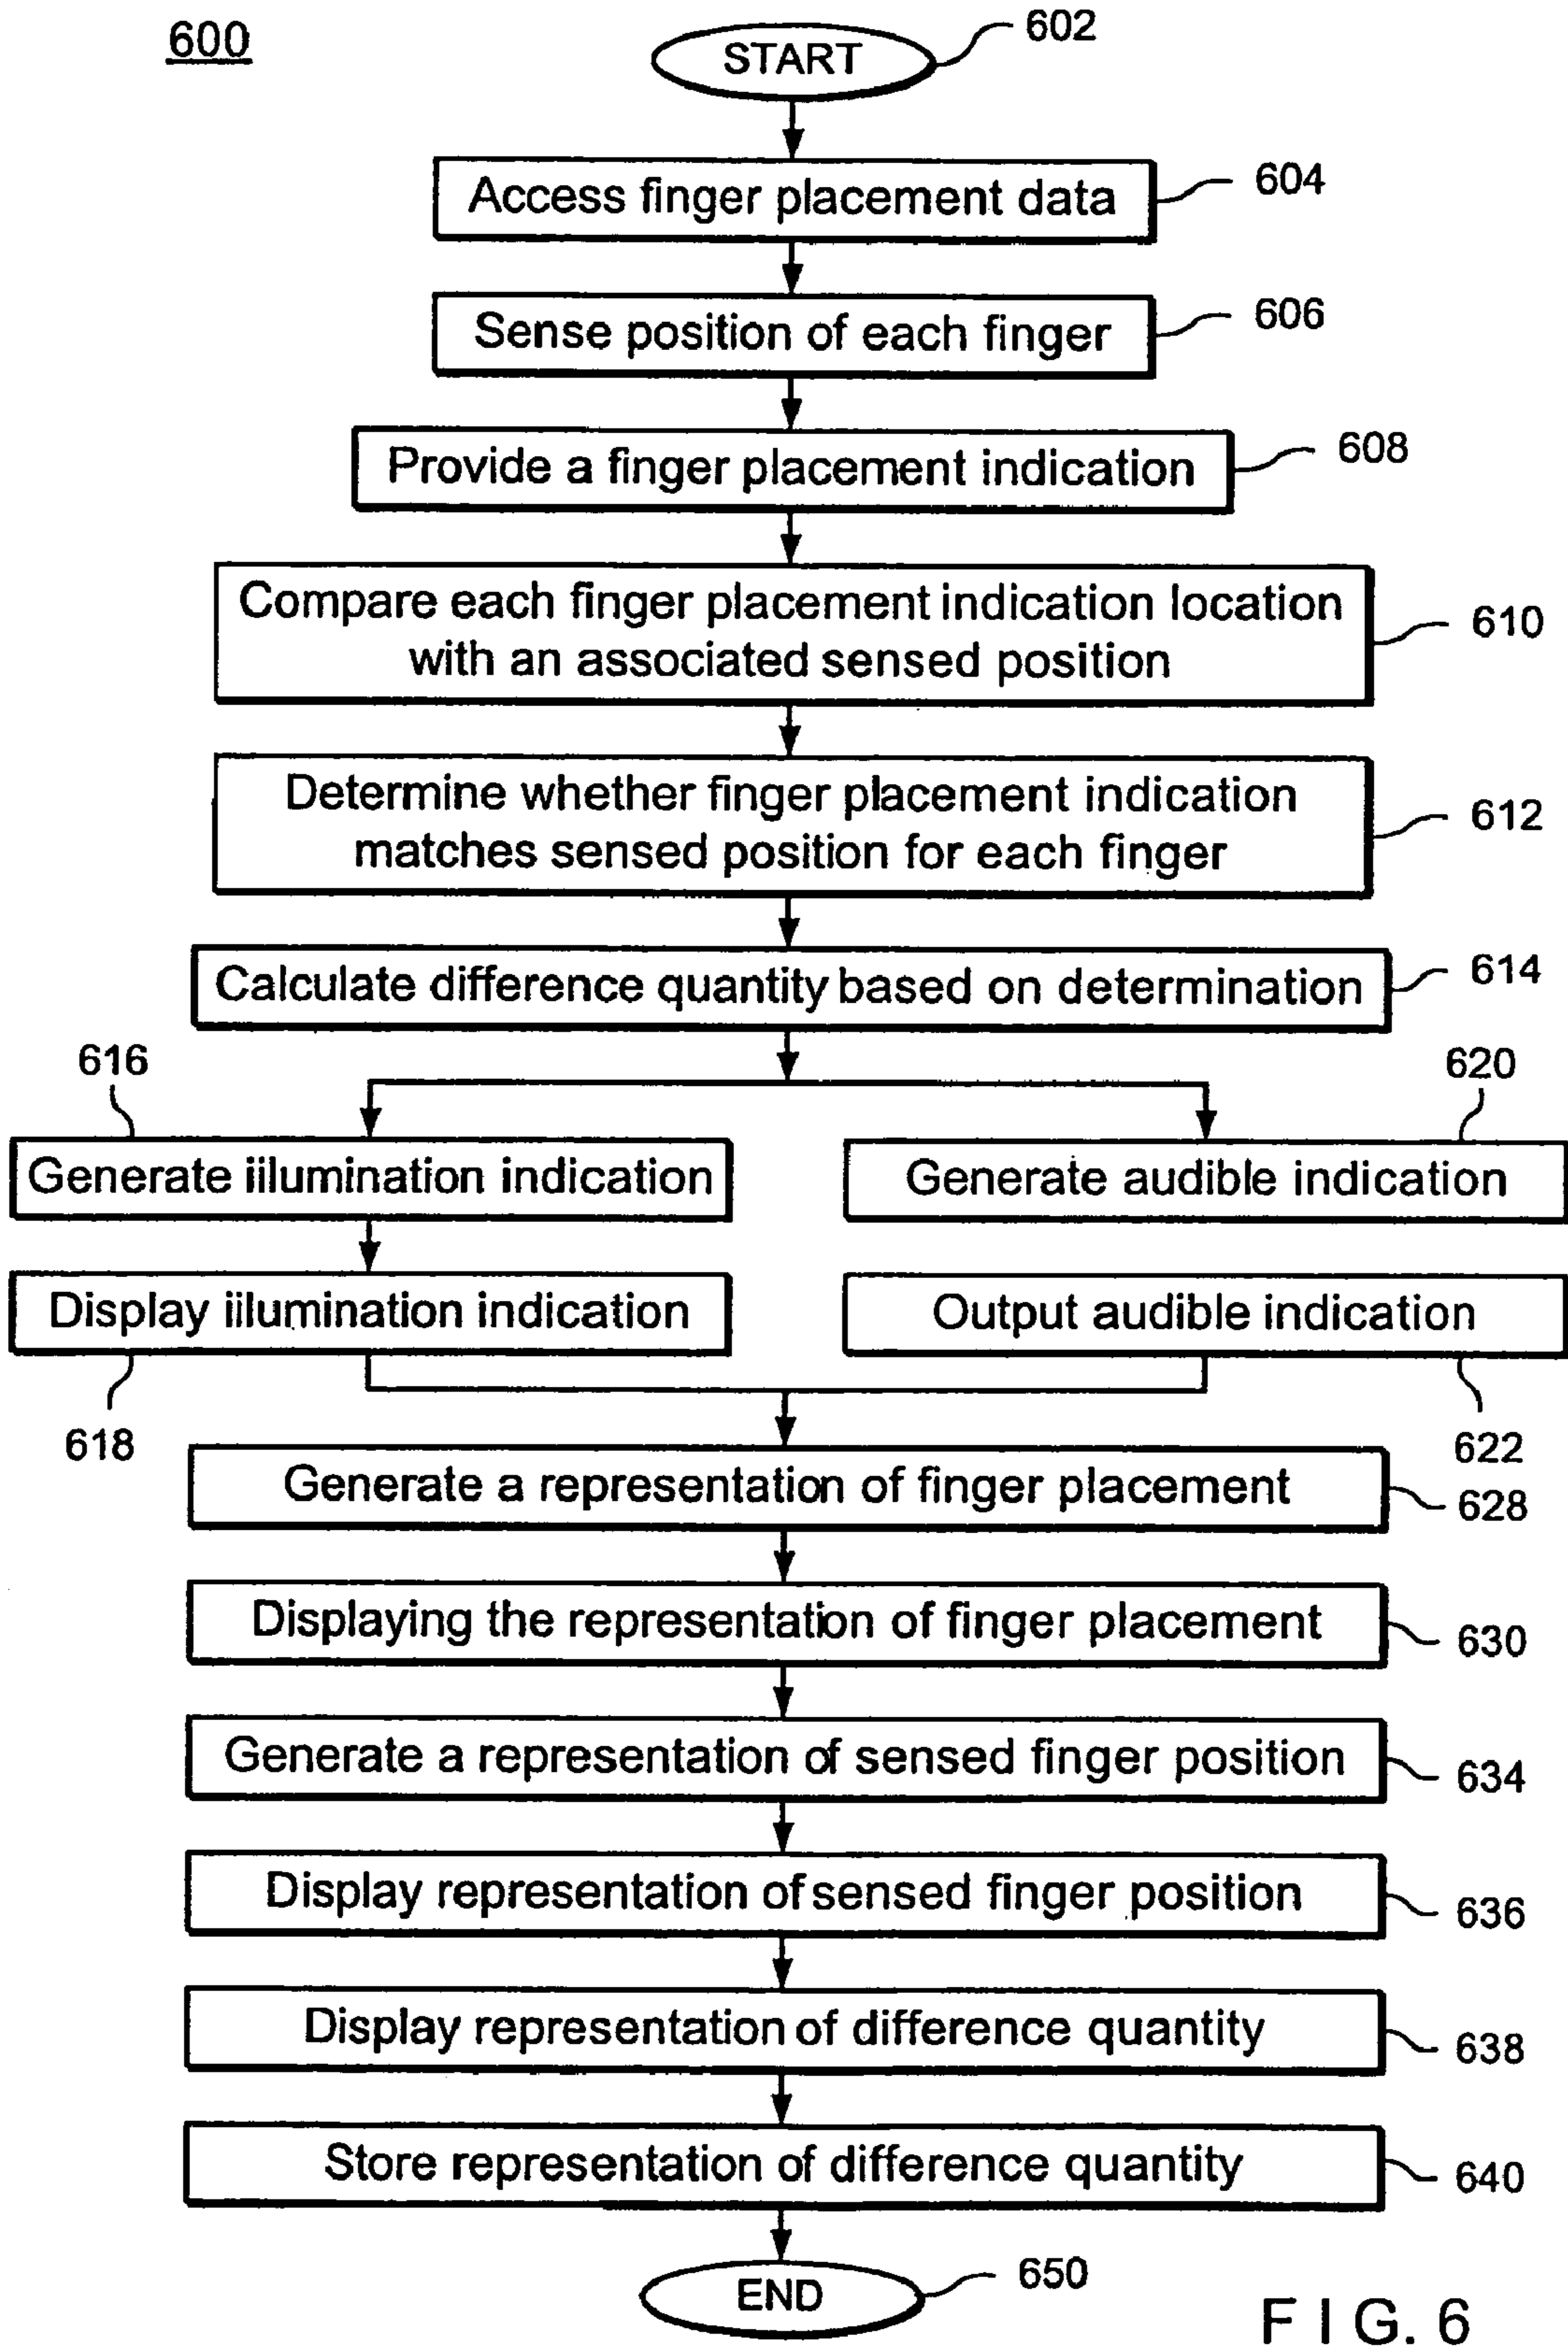 600
START
602
Access finger placement data
604
Sense position of each finger
606
Provide a finger placement indication
608
Compare each finger placement indication location
with an associated sensed position
610
Determine whether finger placement indication
matches sensed position for each finger
612
Calculate difference quantity based on determination
614
616
620
Generate iilumination indication
Generate audible indication
Display iilumination indication
Output audible indication
618
622
Generate a representation of finger placement
628
Displaying the representation of finger placement
630
Generate a representation of sensed finger position
634
Display representation of sensed finger position
636
Display representation of difference quantity
638
Store representation of difference quantity
640
END
650
FIG. 6